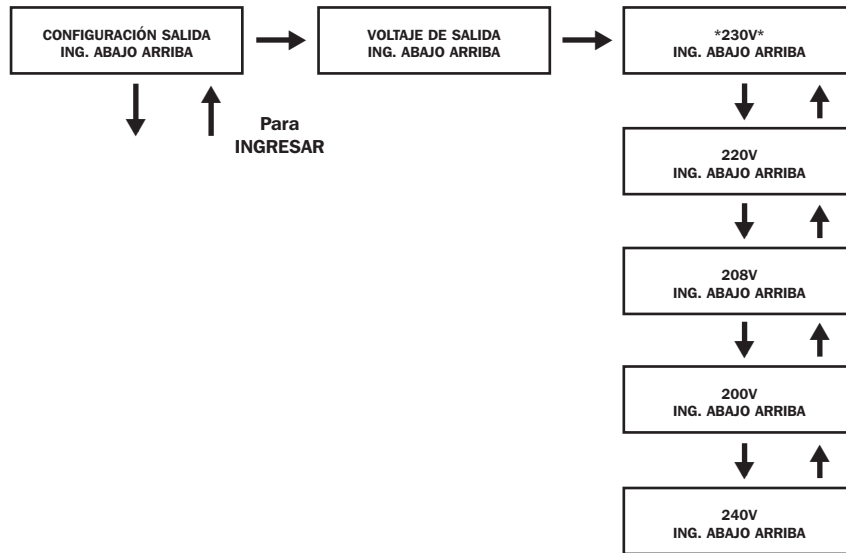 CONFIGURACIÓN SALIDA
ING. ABAJO ARRIBA
VOLTAJE DE SALIDA
ING. ABAJO ARRIBA
*230V*
ING. ABAJO ARRIBA
Para
INGRESAR
220V
ING. ABAJO ARRIBA
208V
ING. ABAJO ARRIBA
200V
ING. ABAJO ARRIBA
240V
ING. ABAJO ARRIBA